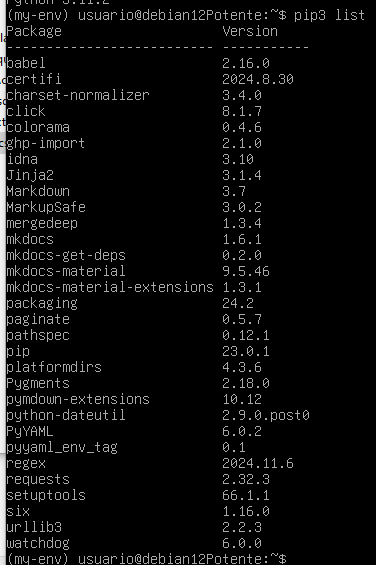 Python 3.11.2
(my-env) usuario@debian12Potente:~$ pip3 list
Package Version
------------------------- -----------
babel 2.16.0
certifi 2024.8.30
charset-normalizer 3.4.0
click 8.1.7
colorama 0.4.6
ghp-import 2.1.0
idna 3.10
Jinja2 3.1.4
Markdown 3.7
MarkupSafe 3.0.2
mergedeep 1.3.4
mkdocs 1.6.1
mkdocs-get-deps 0.2.0
mkdocs-material 9.5.46
mkdocs-material-extensions 1.3.1
packaging 24.2
paginate 0.5.7
pathspec 0.12.1
pip 23.0.1
platformdirs 4.3.6
Pygments 2.18.0
pymdown-extensions 10.12
python-dateutil 2.9.0.post0
PyYAML 6.0.2
pyyaml_env_tag 0.1
regex 2024.11.6
requests 2.32.3
setuptools 66.1.1
six 1.16.0
urllib3 2.2.3
watchdog 6.0.0
(my-env) usuario@debian12Potente:~$